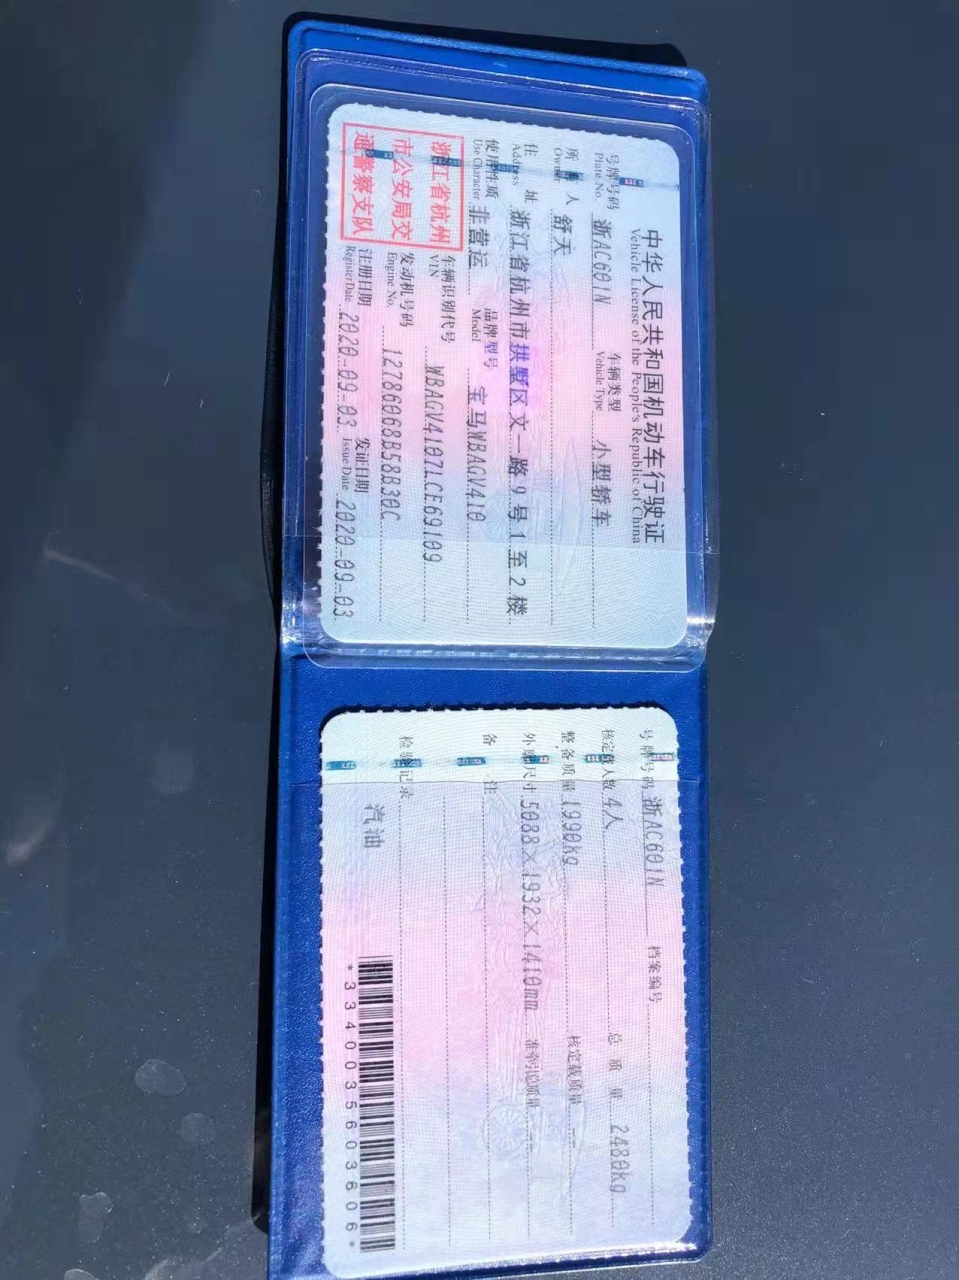 中华人民共和国机动车行驶证
Vehicle License of the People's Republic of China
号牌号码 浙AC601N 车辆类型 小型轿车
Plate No. Vehicle Type
所 人 舒天
Owner
住 址 浙江省杭州市拱墅区文一路9号1至2楼
Address
使用性质 非营运 品牌型号 宝马WBAGV410
Use Character Model
浙江省杭州
市公安局交
通警察支队
车辆识别代号 WBAGV4107LCE69109
VIN
发动机号码 12786068B58B30C
Engine No.
注册日期 2020-09-03 发证日期 2020-09-03
Register Date Issue Date
号牌号码 浙AC601N 档案编号
核定载人数 4人 总质量 2480kg
整备质量 1990kg 核定载质量 --
外廓尺寸 5088×1932×1410mm 准牵引总质量 --
备 注
检验记录
汽油
*3340035603606*